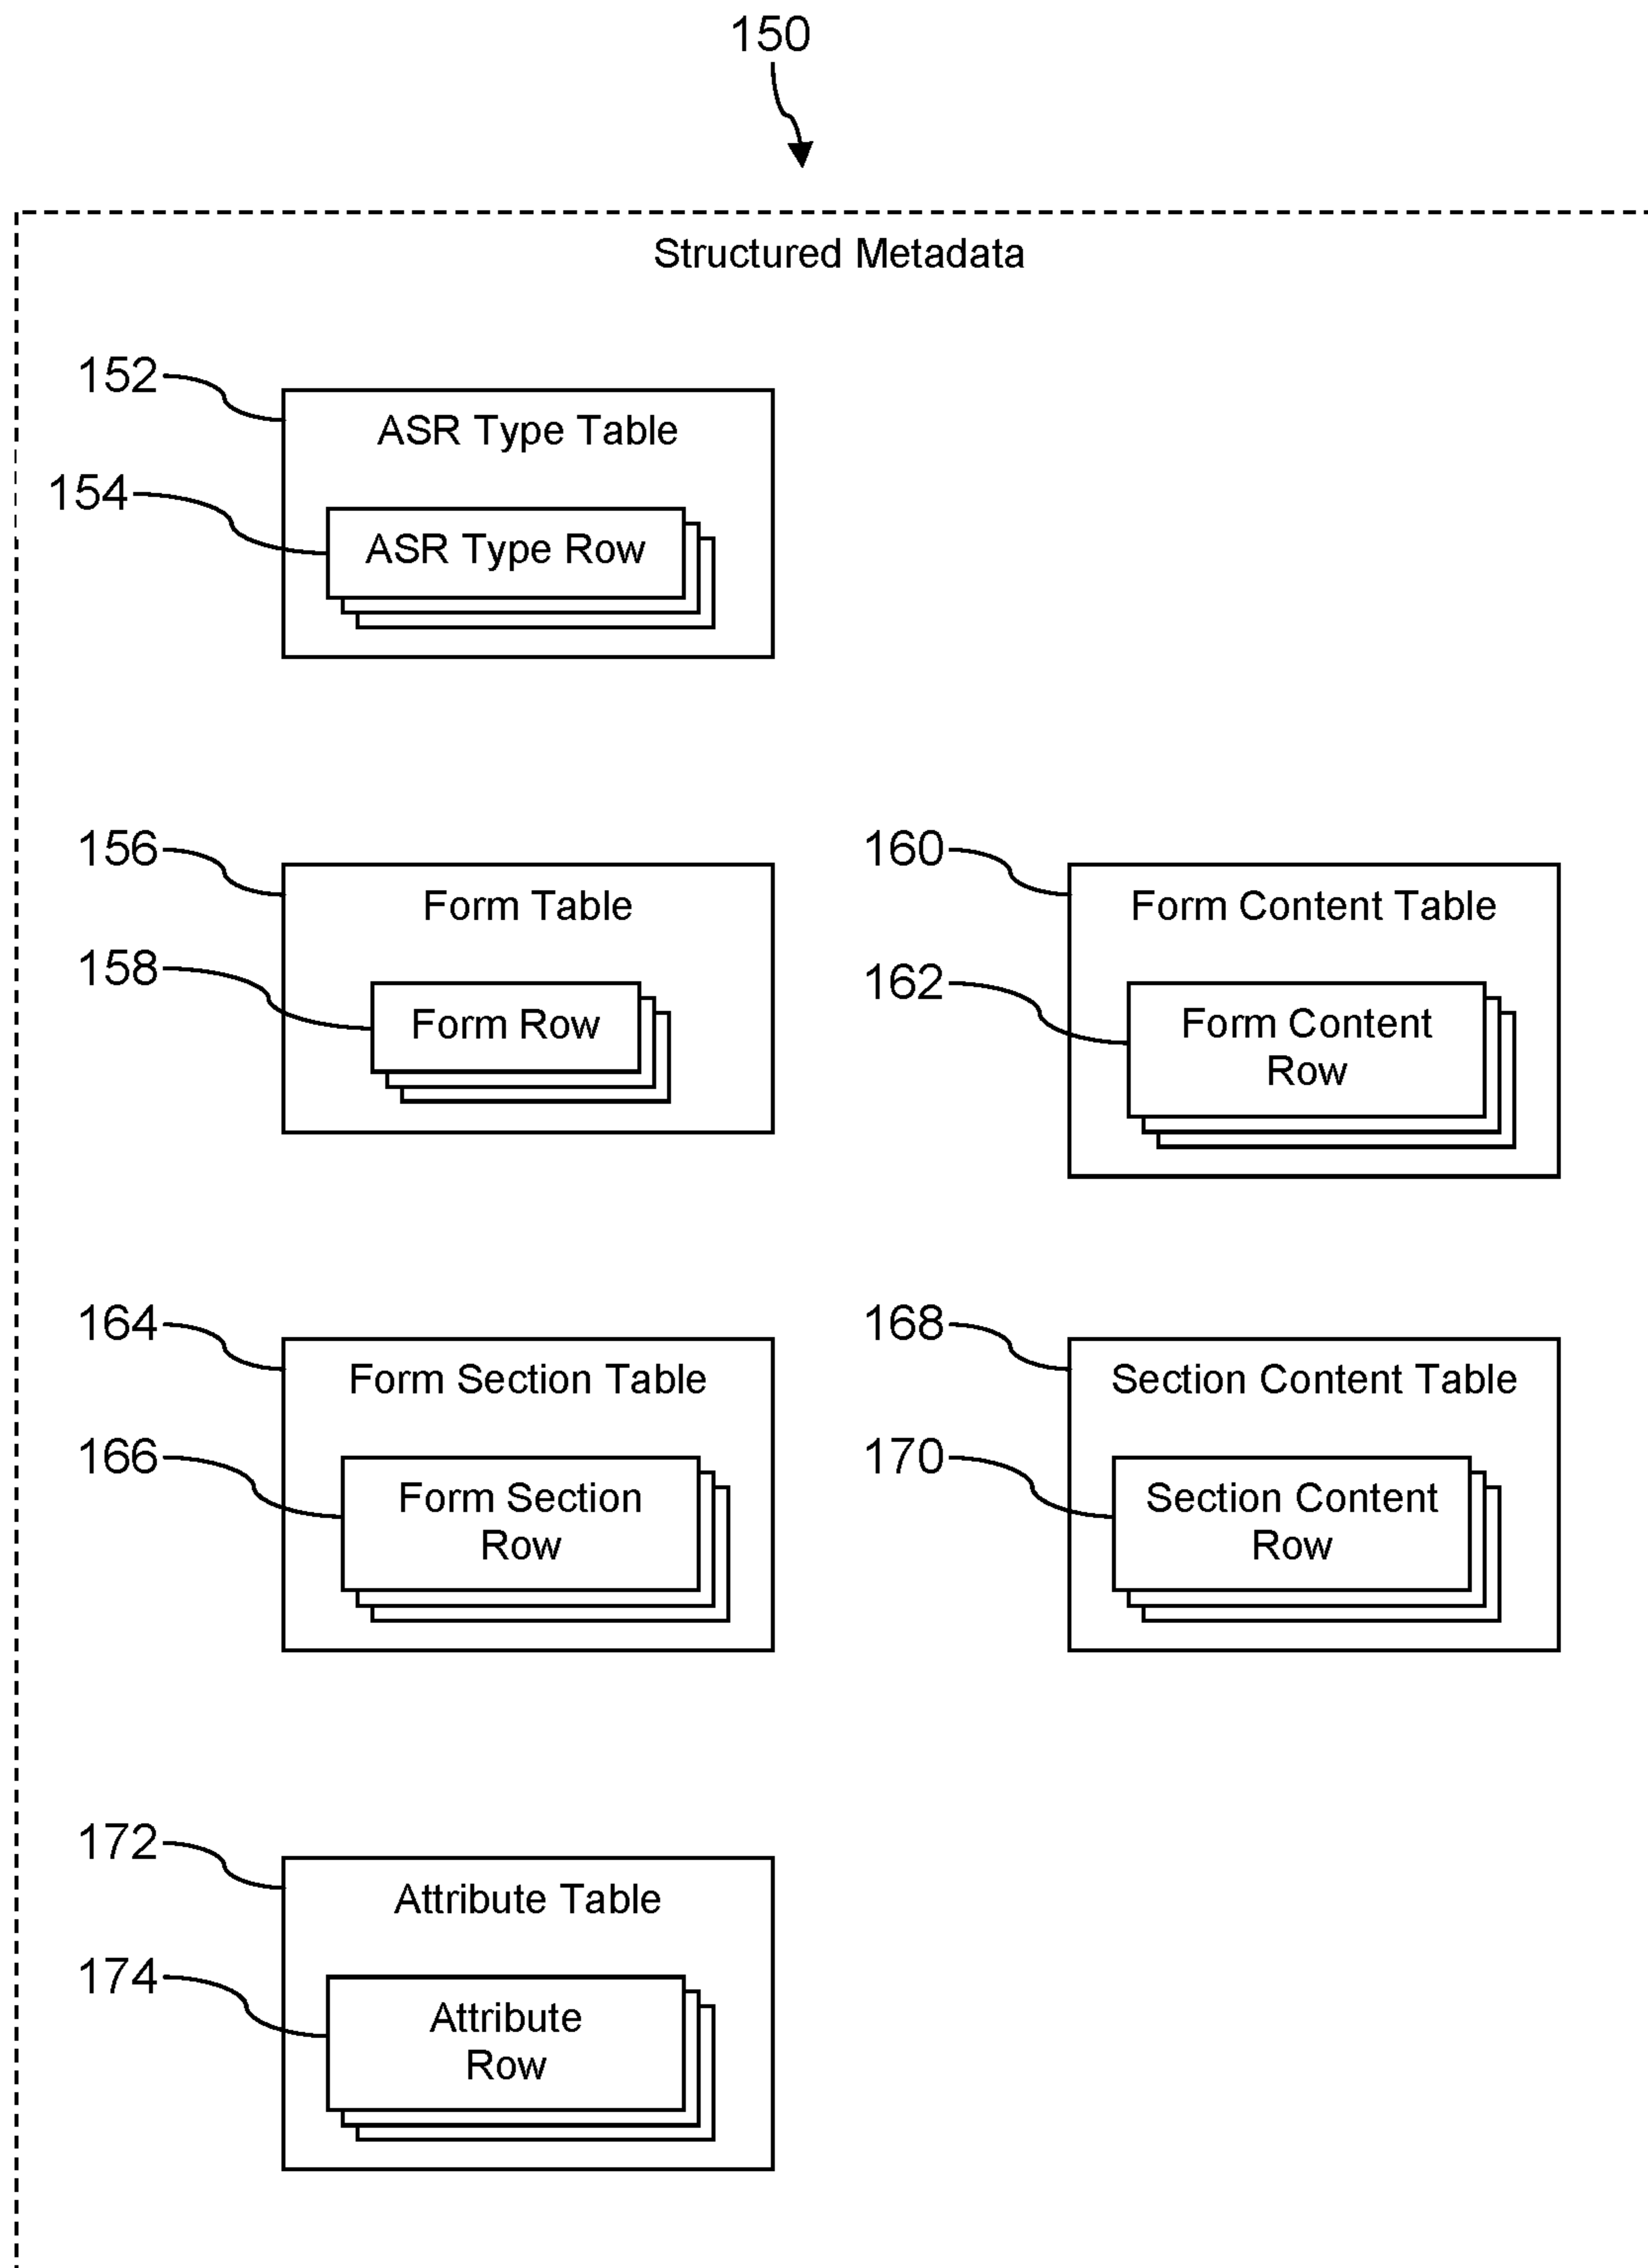 150
Structured Metadata
152
ASR Type Table
154
ASR Type Row
156
Form Table
158
Form Row
160
Form Content Table
162
Form Content
Row
164
Form Section Table
166
Form Section
Row
168
Section Content Table
170
Section Content
Row
172
Attribute Table
174
Attribute
Row